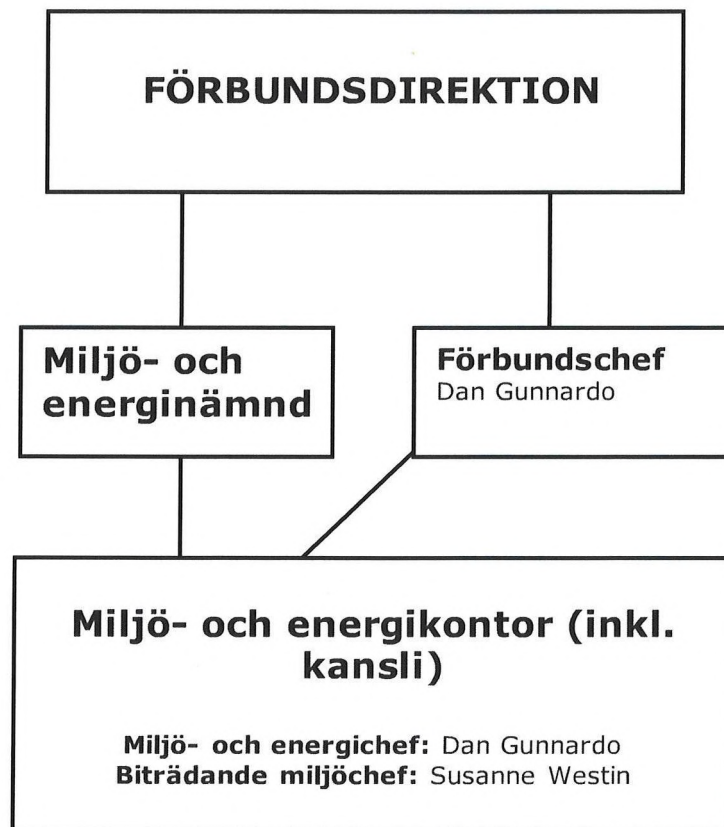 FÖRBUNDSDIREKTION
Miljö- och
energinämnd
Förbundschef
Dan Gunnardo
Miljö- och energikontor (inkl.
kansli)
Miljö- och energichef: Dan Gunnardo
Biträdande miljöchef: Susanne Westin